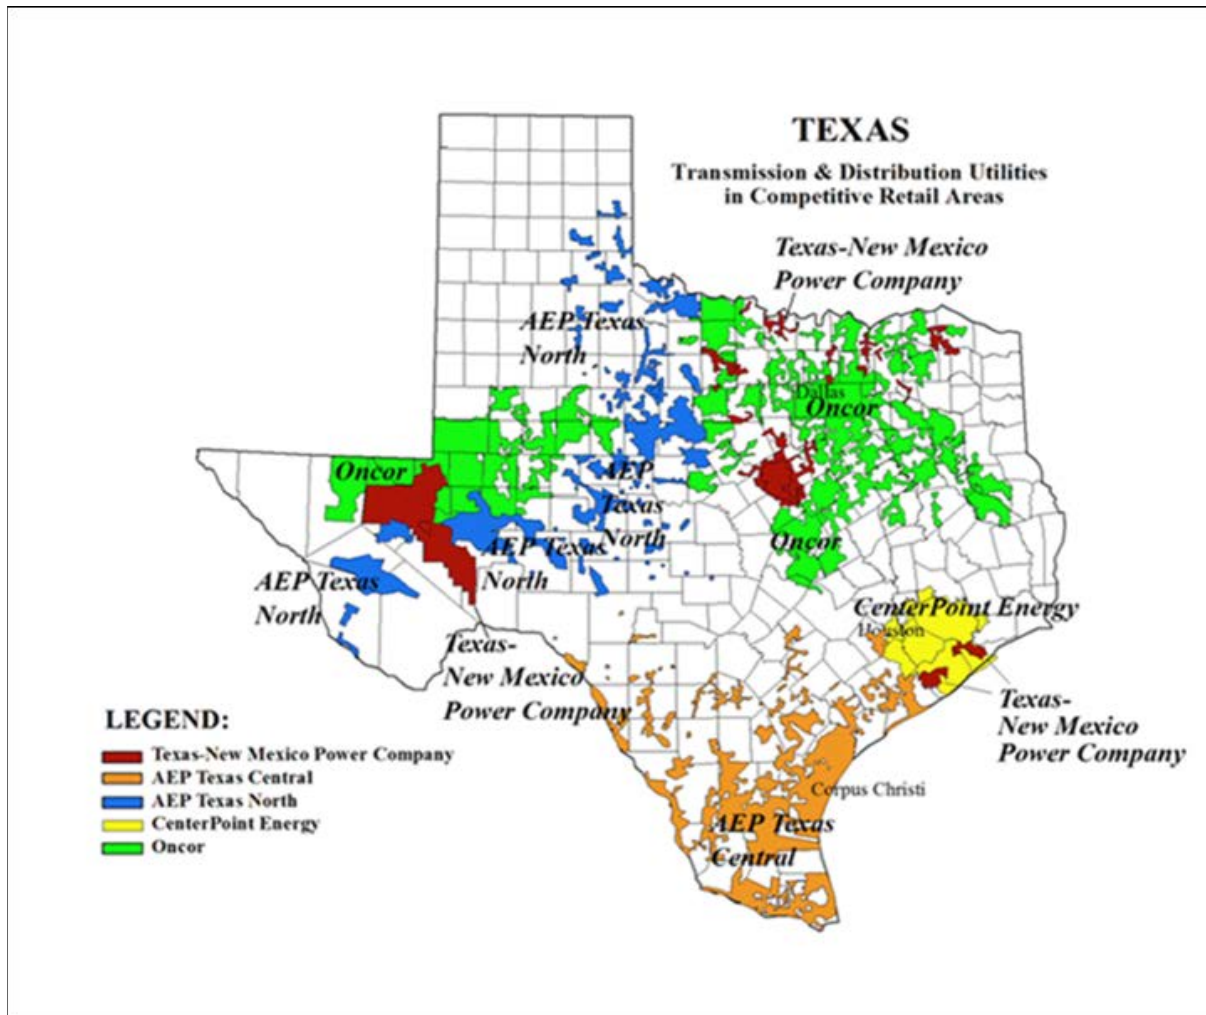 TEXAS
Transmission & Distribution Utilities
in Competitive Retail Areas
Texas-New Mexico
Power Company
AEP Texas
North
Dallas
Oncor
Oncor
AEP
Texas
North
AEP Texas
North
Oncor
AEP Texas
North
CenterPoint Energy
Houston
Texas-
New Mexico
Power Company
Texas-
New Mexico
Power Company
Corpus Christi
AEP Texas
Central
LEGEND:
Texas-New Mexico Power Company
AEP Texas Central
AEP Texas North
CenterPoint Energy
Oncor